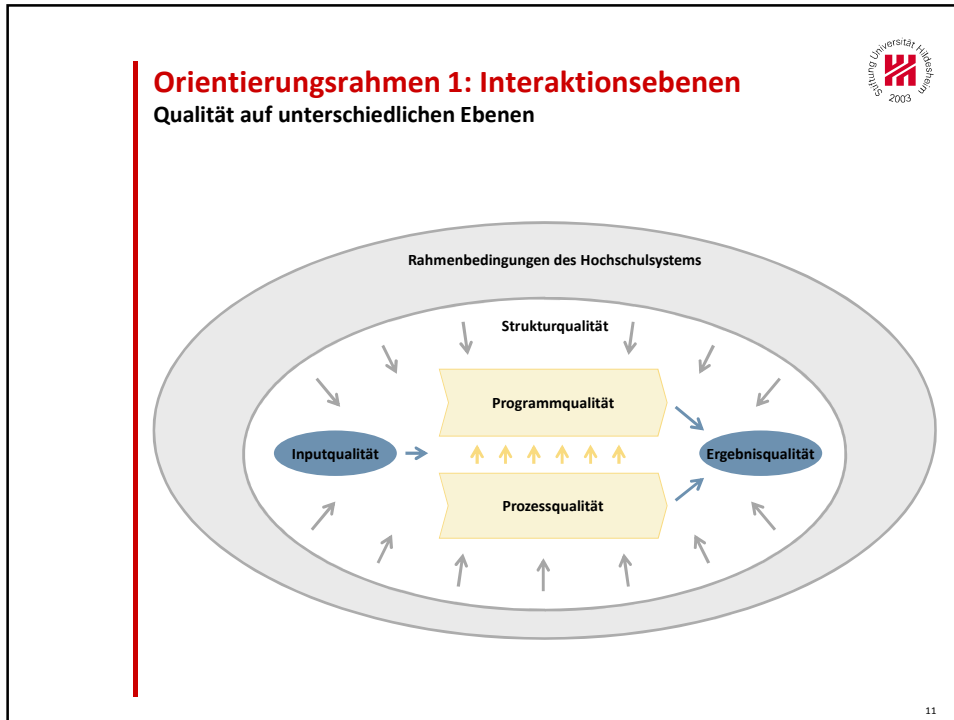 Orientierungsrahmen 1: Interaktionsebenen
Qualität auf unterschiedlichen Ebenen
Stiftung Universität Hildesheim
2003
Rahmenbedingungen des Hochschulsystems
Strukturqualität
Programmqualität
Inputqualität
Ergebnisqualität
Prozessqualität
11